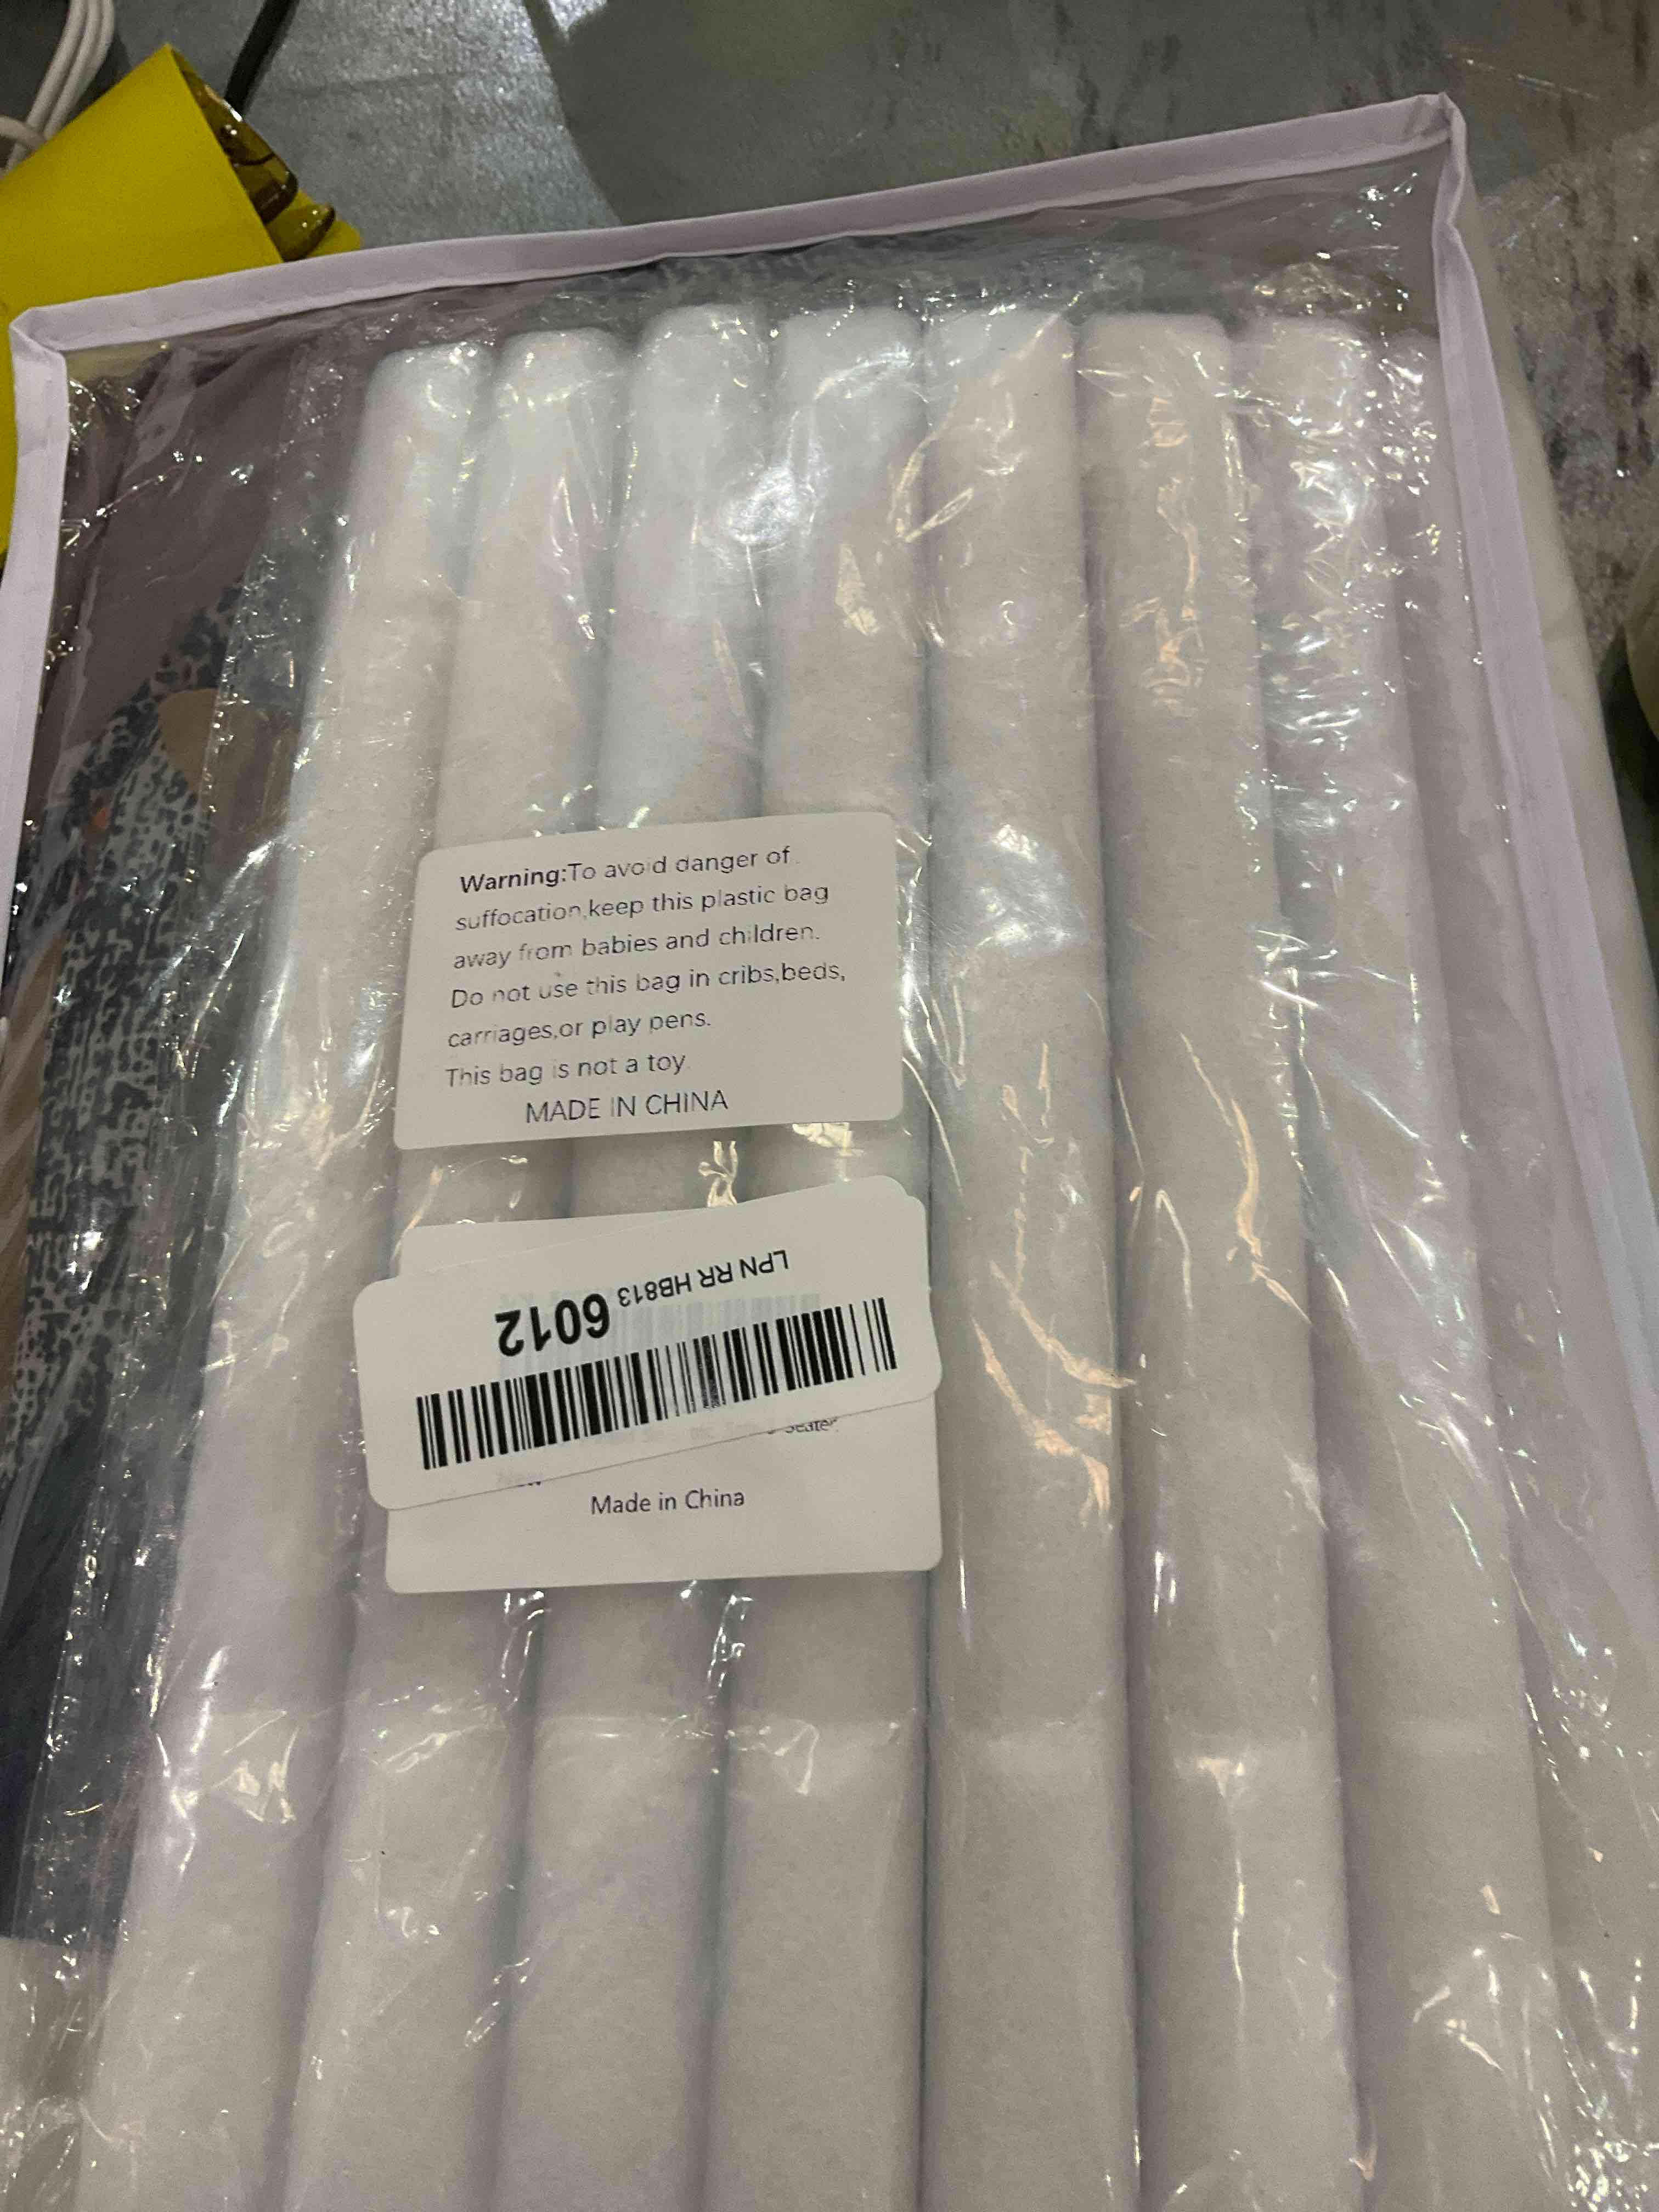 Warning:To avoid danger of
suffocation,keep this plastic bag
away from babies and children.
Do not use this bag in cribs,beds,
carriages,or play pens.
This bag is not a toy.
MADE IN CHINA
LPN RR HB813 6012
Seater
Made in China